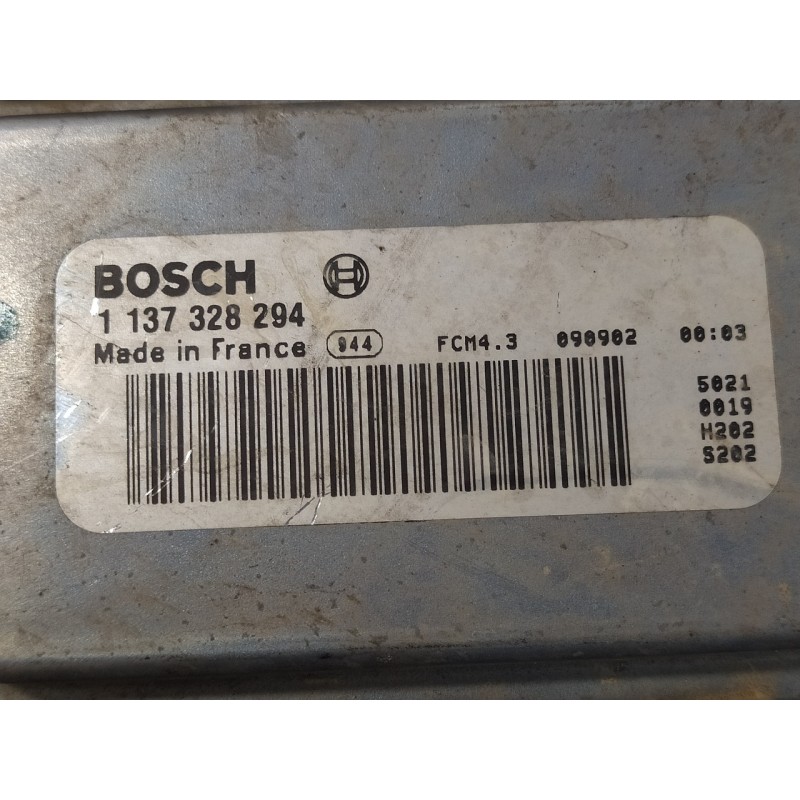 BOSCH
1 137 328 294
Made in France 944 FCM4.3 090902 00:03
5021
0019
H202
S202